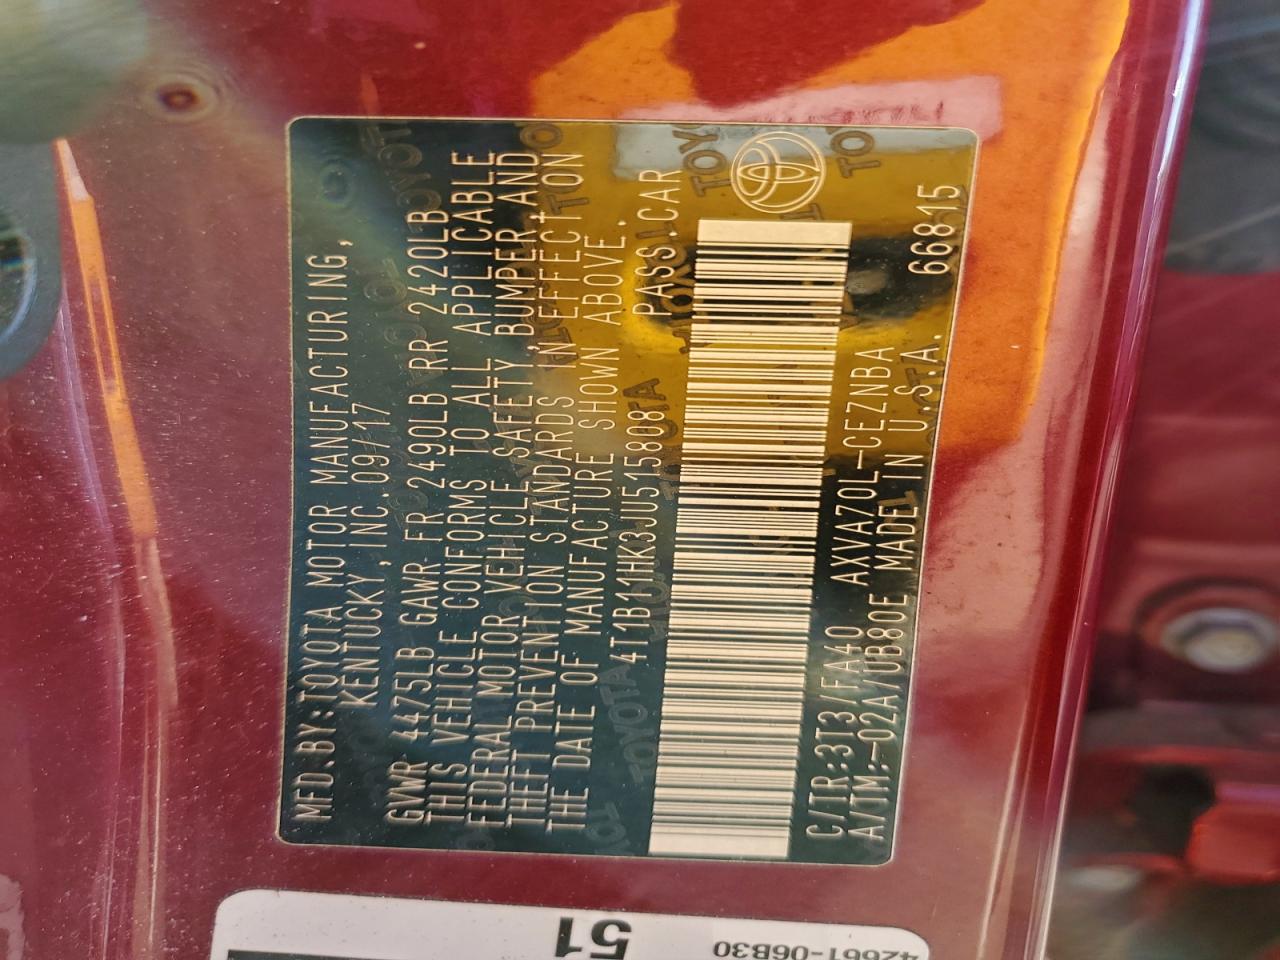 MFD.BY:TOYOTA MOTOR MANUFACTURING,
KENTUCKY,INC.09/17
GVWR 4475LB GAWR FR 2490LB RR 2420LB
THIS VEHICLE CONFORMS TO ALL APPLICABLE
FEDERAL MOTOR VEHICLE SAFETY, BUMPER, AND
THEFT PREVENTION STANDARDS IN EFFECT ON
THE DATE OF MANUFACTURE SHOWN ABOVE.
4T1B11HK3JU515808 PASS.CAR
C/TR:3T3/FA40 AXVA70L-CEZNBA
A/TM:-02A/UB80E MADE IN U.S.A. 66815
51
42661-06B30